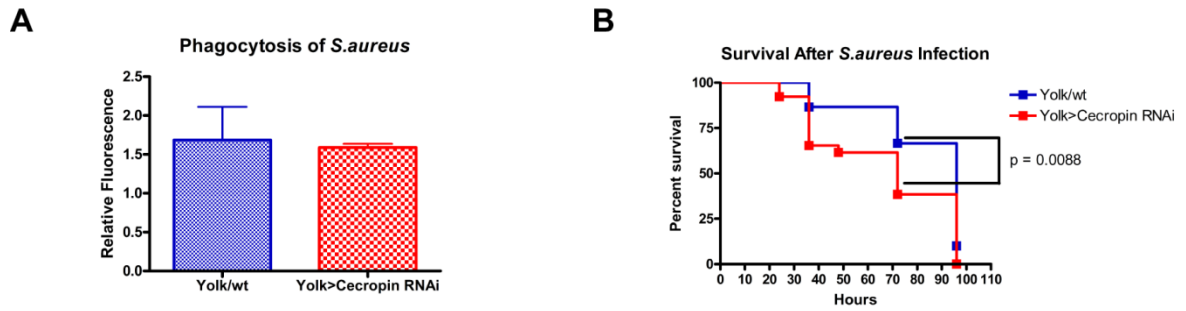 A
Phagocytosis of S.aureus
Relative Fluorescence
2.5
2.0
1.5
1.0
0.5
0.0
Yolk/wt
Yolk>Cecropin RNAi
B
Survival After S.aureus Infection
Percent survival
100
75
50
25
0
0 10 20 30 40 50 60 70 80 90 100 110
Hours
Yolk/wt
Yolk>Cecropin RNAi
p = 0.0088